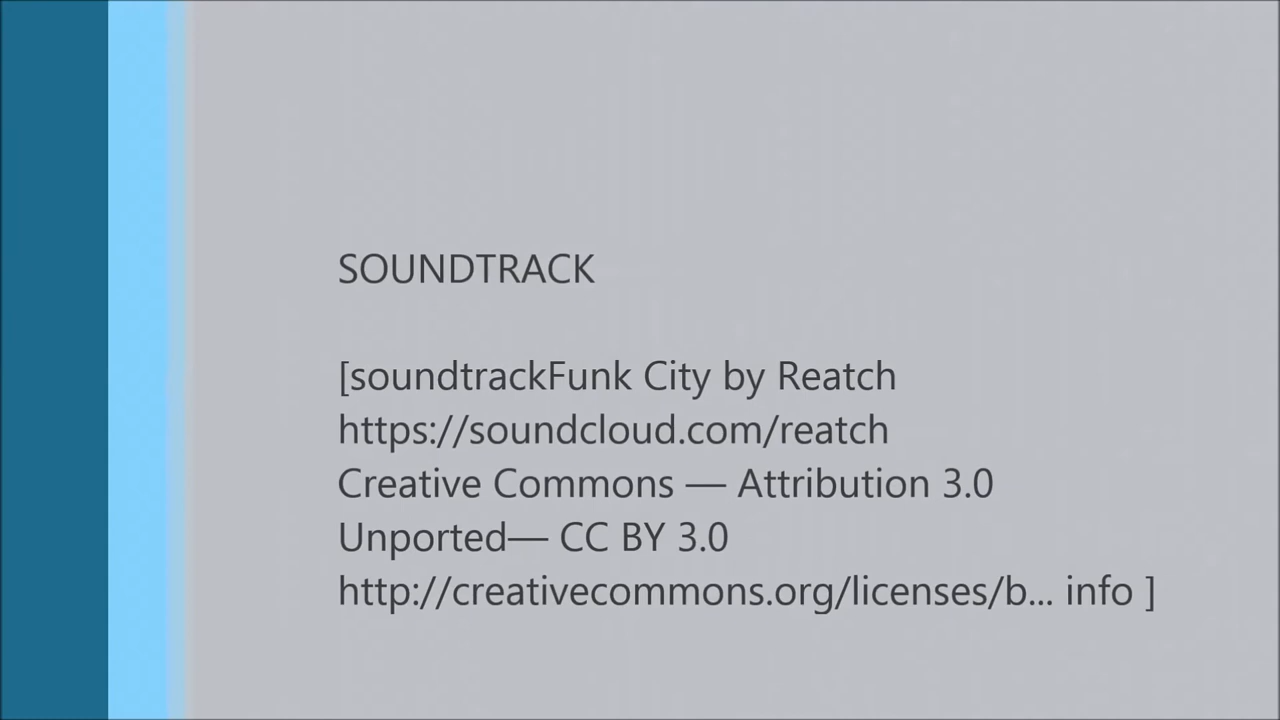 SOUNDTRACK
[soundtrackFunk City by Reatch
https://soundcloud.com/reatch
Creative Commons — Attribution 3.0
Unported— CC BY 3.0
http://creativecommons.org/licenses/b... info ]